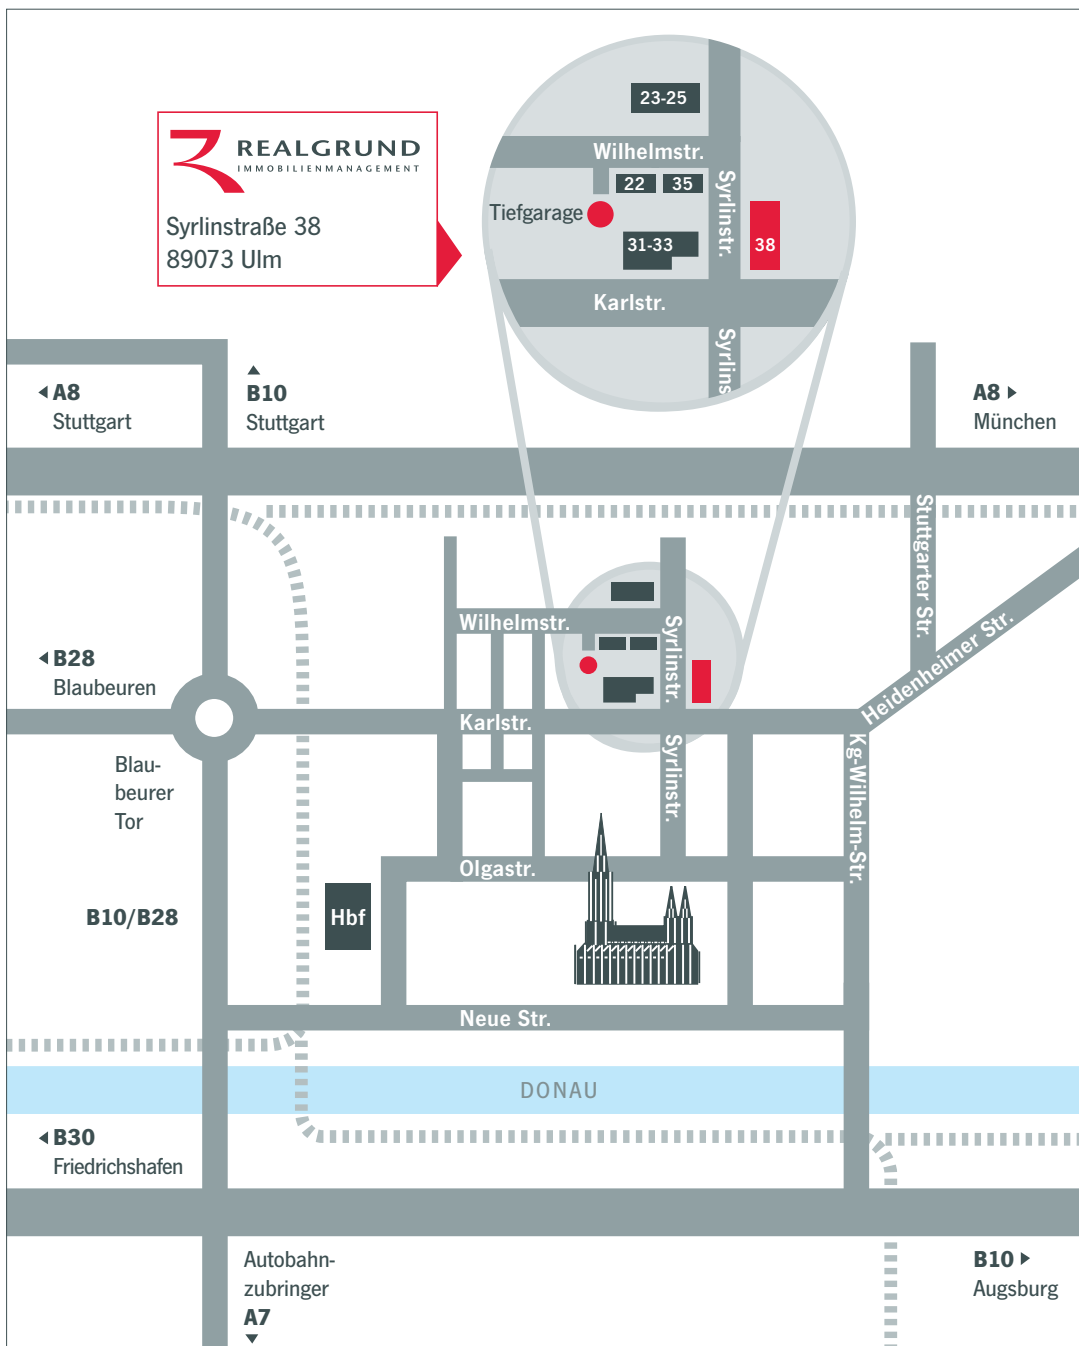 REALGRUND
IMMOBILIENMANAGEMENT
Syrlinstraße 38
89073 Ulm
23-25
Wilhelmstr.
22
35
Syrlinstr.
Tiefgarage
31-33
38
Karlstr.
Syrlins
A8
Stuttgart
B10
Stuttgart
A8
München
Stuttgarter Str.
Heidenheimer Str.
Wilhelmstr.
Syrlinstr.
B28
Blaubeuren
Karlstr.
Syrlinstr.
Kg-Wilhelm-Str.
Blau-
beurer
Tor
Olgastr.
B10/B28
Hbf
Neue Str.
DONAU
B30
Friedrichshafen
Autobahn-
zubringer
A7
B10
Augsburg